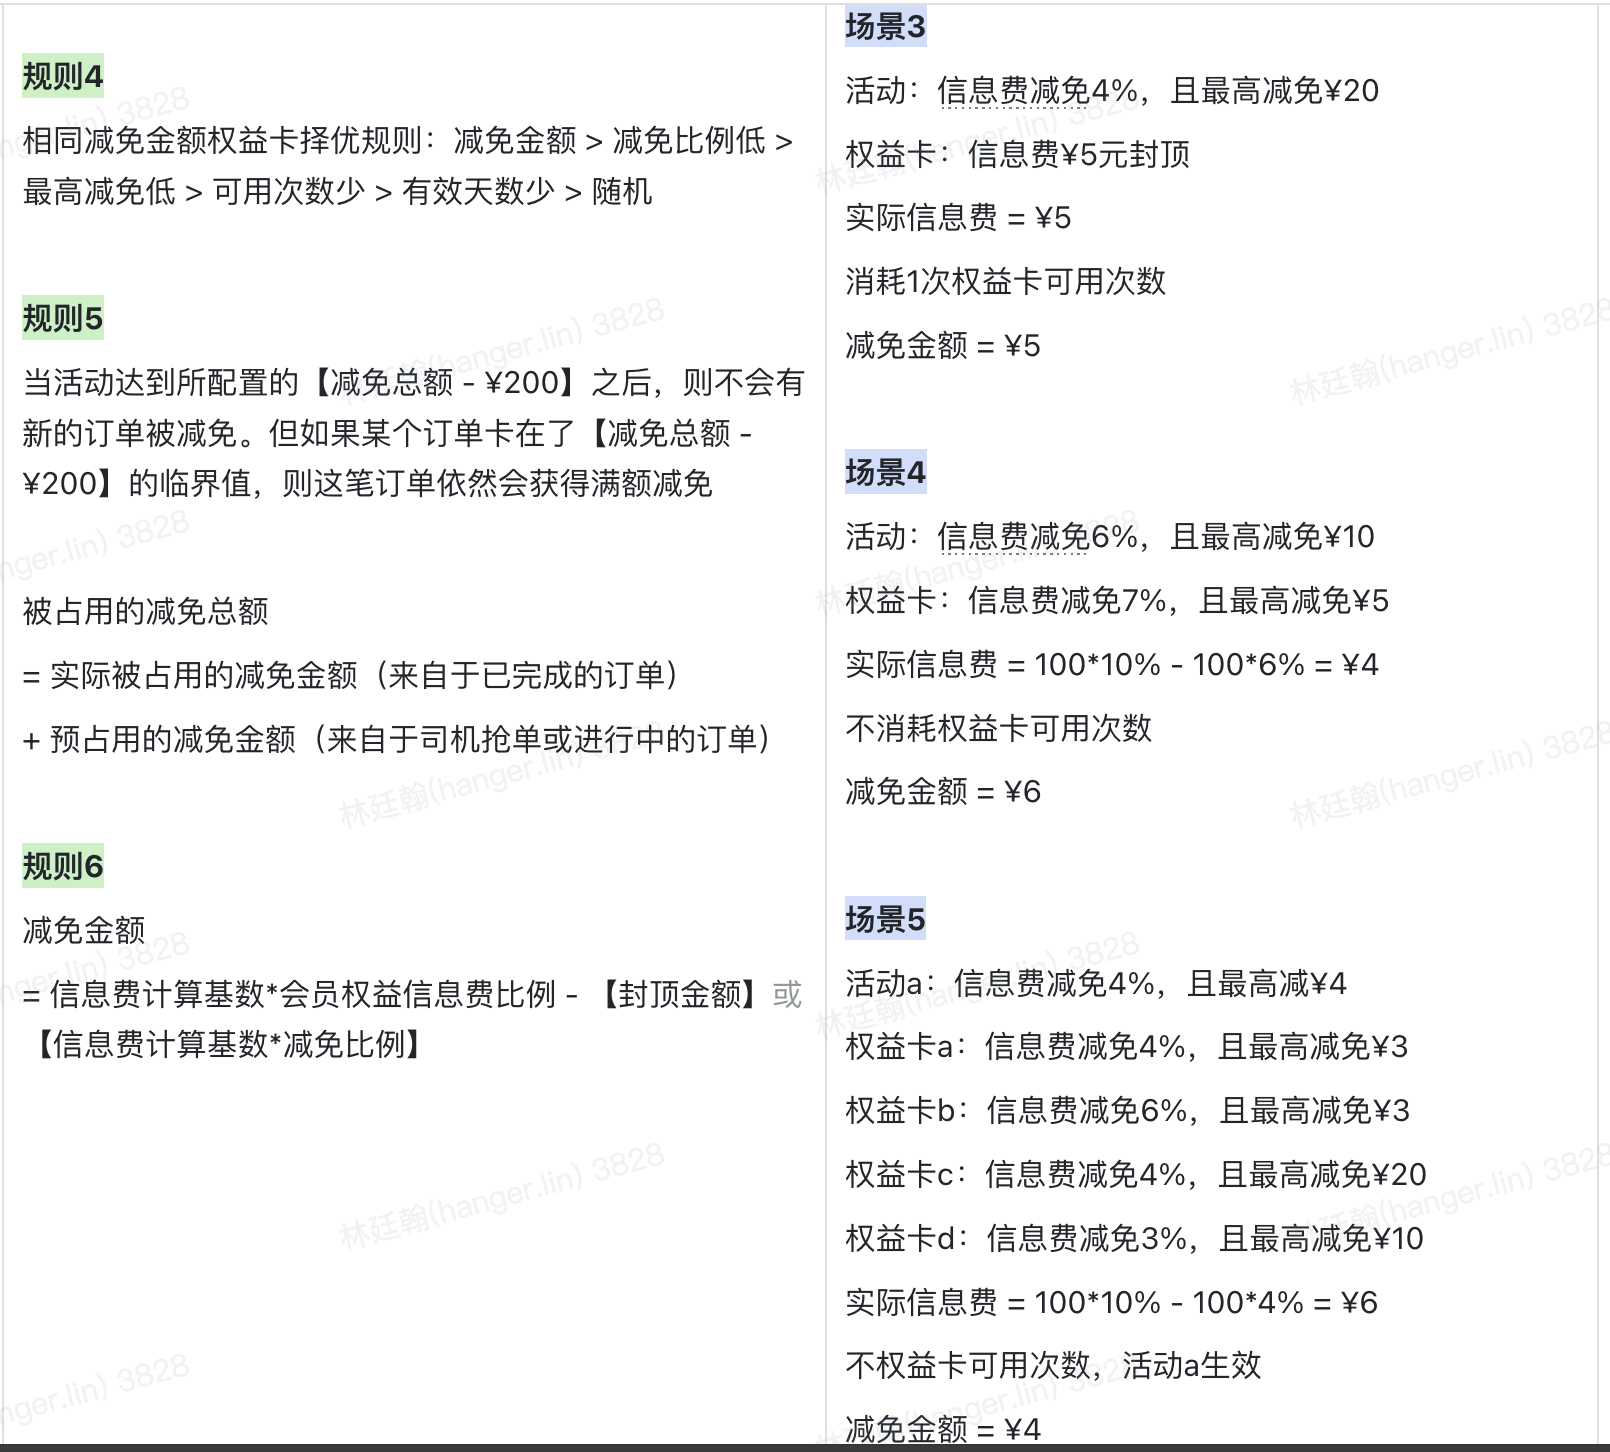 规则4
相同减免金额权益卡择优规则：减免金额 > 减免比例低 >
最高减免低 > 可用次数少 > 有效天数少 > 随机
规则5
当活动达到所配置的【减免总额 - ¥200】之后，则不会有
新的订单被减免。但如果某个订单卡在了【减免总额 -
¥200】的临界值，则这笔订单依然会获得满额减免
被占用的减免总额
= 实际被占用的减免金额（来自于已完成的订单）
+ 预占用的减免金额（来自于司机抢单或进行中的订单）
规则6
减免金额
= 信息费计算基数*会员权益信息费比例 - 【封顶金额】或
【信息费计算基数*减免比例】
场景3
活动：信息费减免4%，且最高减免¥20
权益卡：信息费¥5元封顶
实际信息费 = ¥5
消耗1次权益卡可用次数
减免金额 = ¥5
场景4
活动：信息费减免6%，且最高减免¥10
权益卡：信息费减免7%，且最高减免¥5
实际信息费 = 100*10% - 100*6% = ¥4
不消耗权益卡可用次数
减免金额 = ¥6
场景5
活动a：信息费减免4%，且最高减¥4
权益卡a：信息费减免4%，且最高减免¥3
权益卡b：信息费减免6%，且最高减免¥3
权益卡c：信息费减免4%，且最高减免¥20
权益卡d：信息费减免3%，且最高减免¥10
实际信息费 = 100*10% - 100*4% = ¥6
不权益卡可用次数，活动a生效
减免金额 = ¥4
林廷翰(hanger.lin) 3828